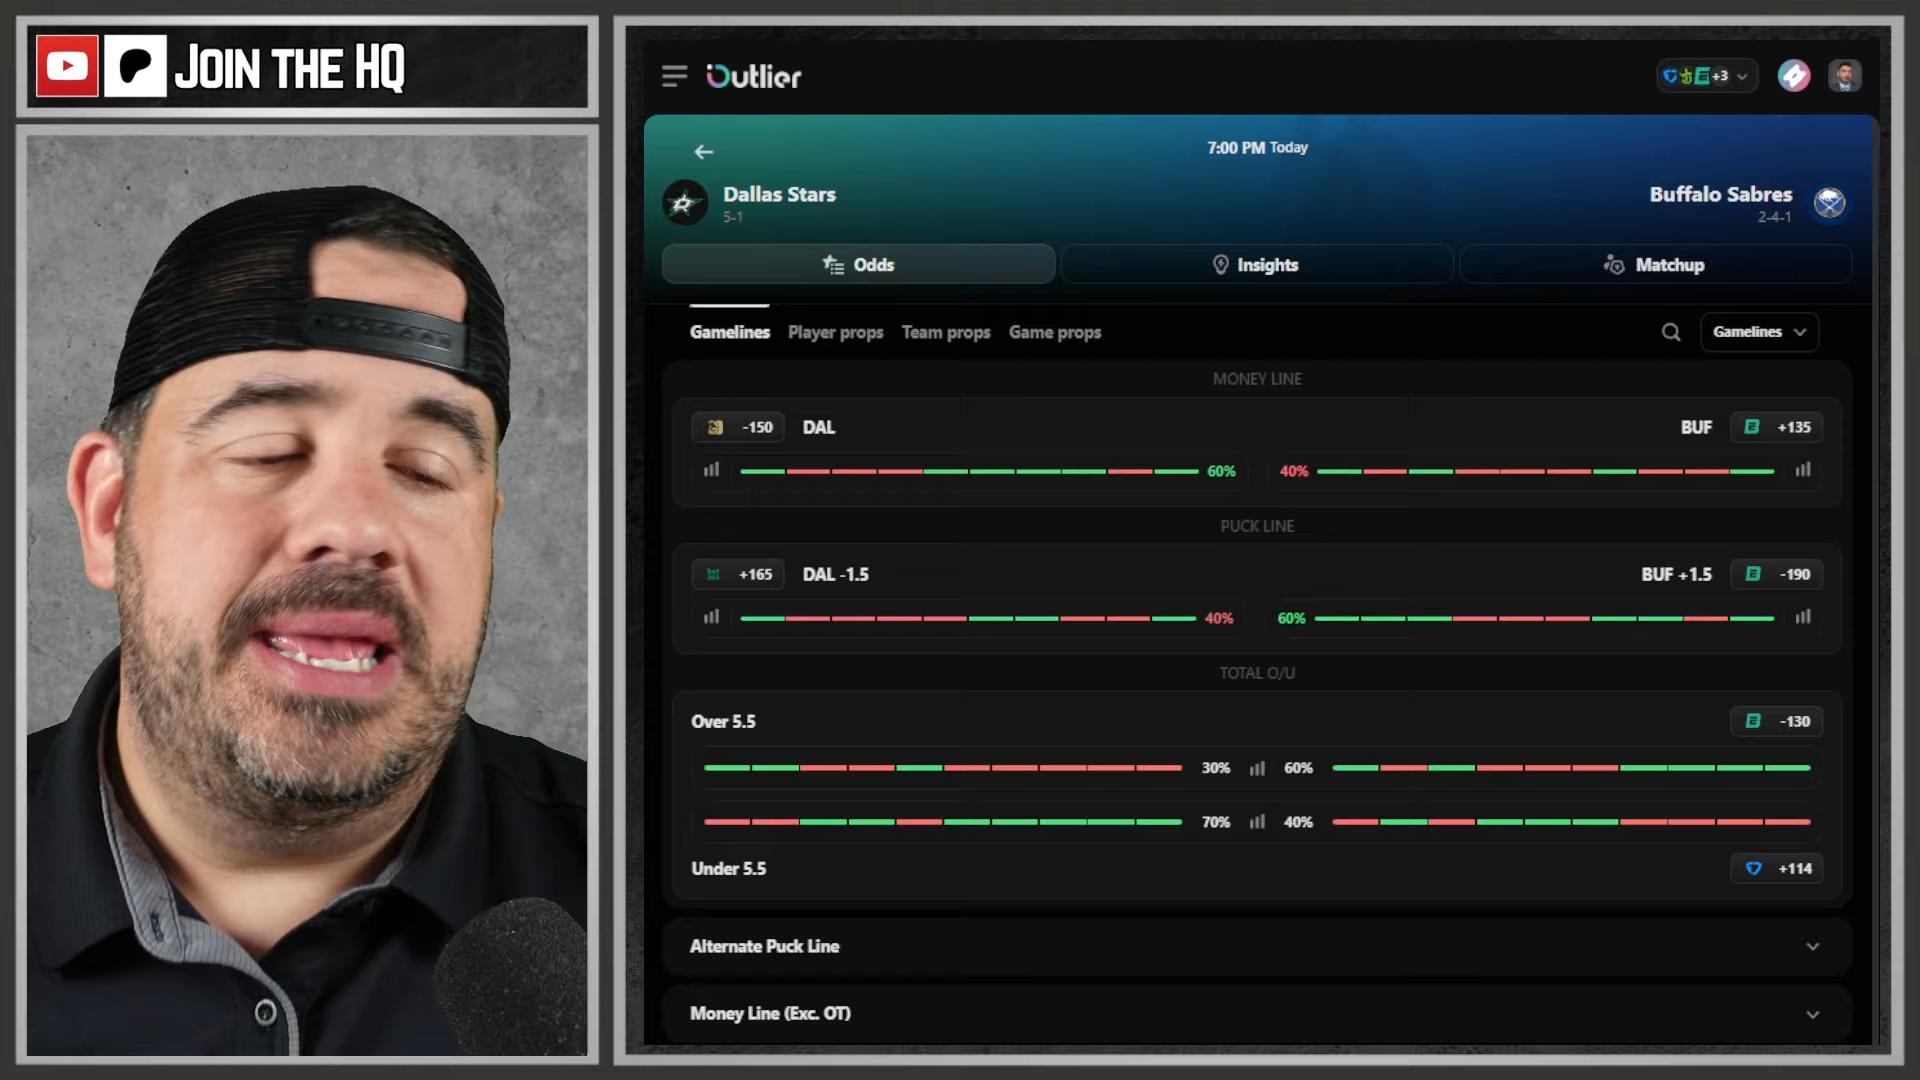 JOIN THE HQ
Outlier
+3
7:00 PM Today
Dallas Stars
5-1
Buffalo Sabres
2-4-1
Odds
Insights
Matchup
Gamelines
Player props
Team props
Game props
Gamelines
MONEY LINE
-150
DAL
BUF
+135
60%
40%
PUCK LINE
+165
DAL -1.5
BUF +1.5
-190
40%
60%
TOTAL O/U
Over 5.5
-130
30%
60%
70%
40%
Under 5.5
+114
Alternate Puck Line
Money Line (Exc. OT)